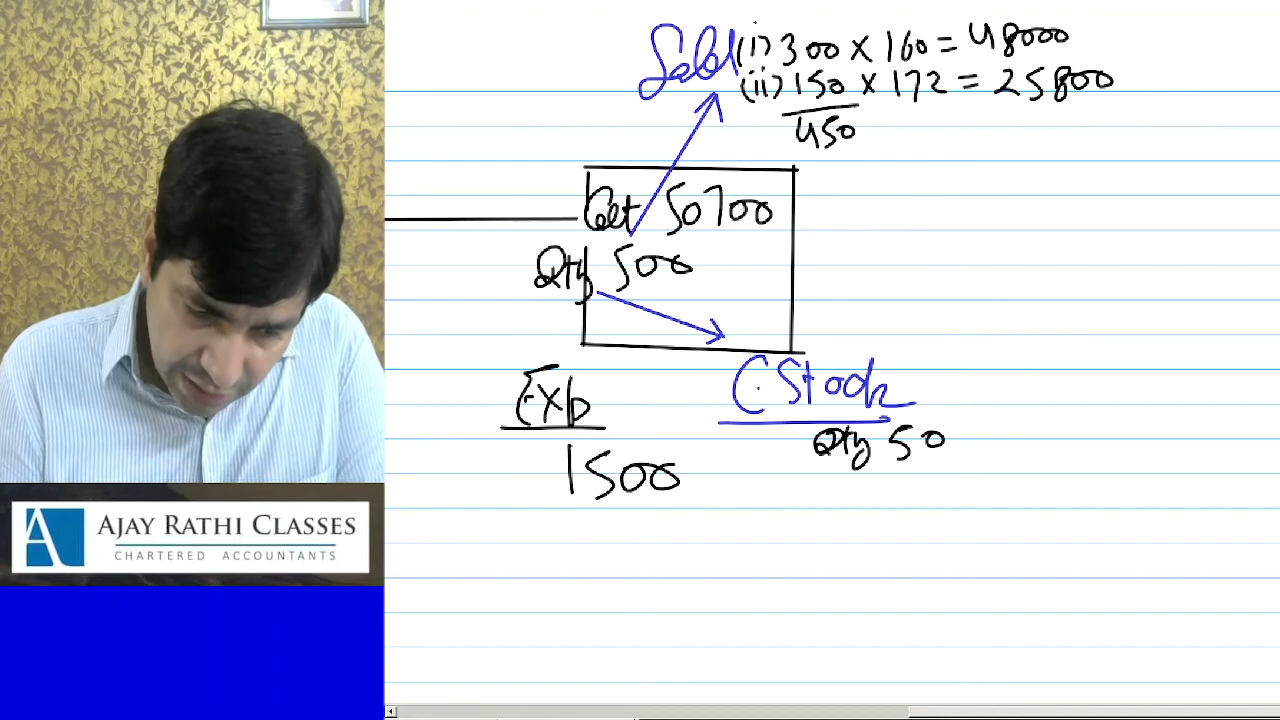 Sold (i) 300 x 160 = 48000
(ii) 150 x 172 = 25800
450
Cost 50700
Qty 500
Exp
1500
C. Stock
Qty 50
AJAY RATHI CLASSES
CHARTERED ACCOUNTANTS